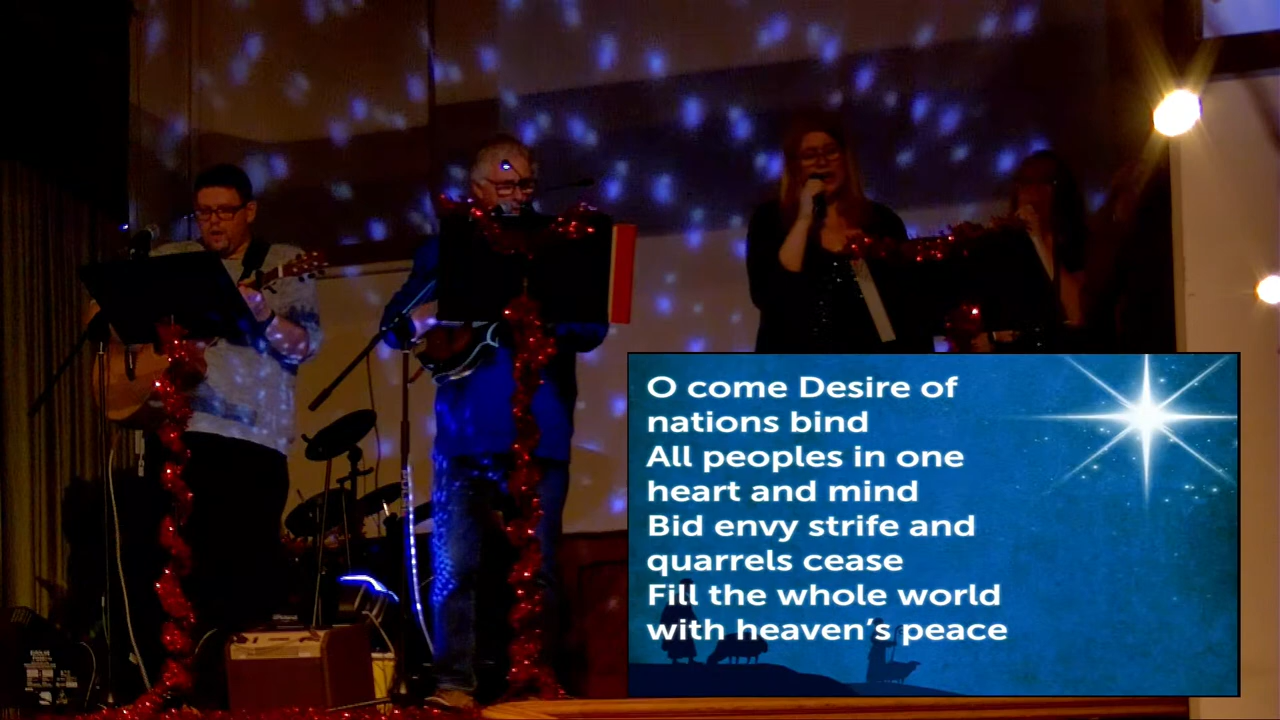 O come Desire of
nations bind
All peoples in one
heart and mind
Bid envy strife and
quarrels cease
Fill the whole world
with heaven’s peace